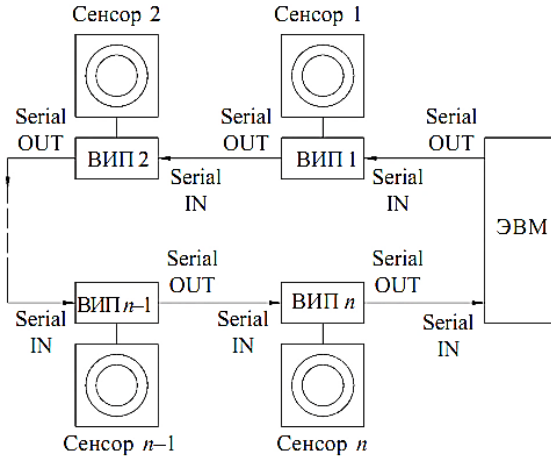 Сенсор 2
Сенсор 1
Serial
OUT
Serial
OUT
Serial
OUT
ВИП 2
ВИП 1
Serial
IN
Serial
IN
ЭВМ
Serial
OUT
Serial
OUT
ВИП n–1
ВИП n
Serial
IN
Serial
IN
Serial
IN
Сенсор n–1
Сенсор n